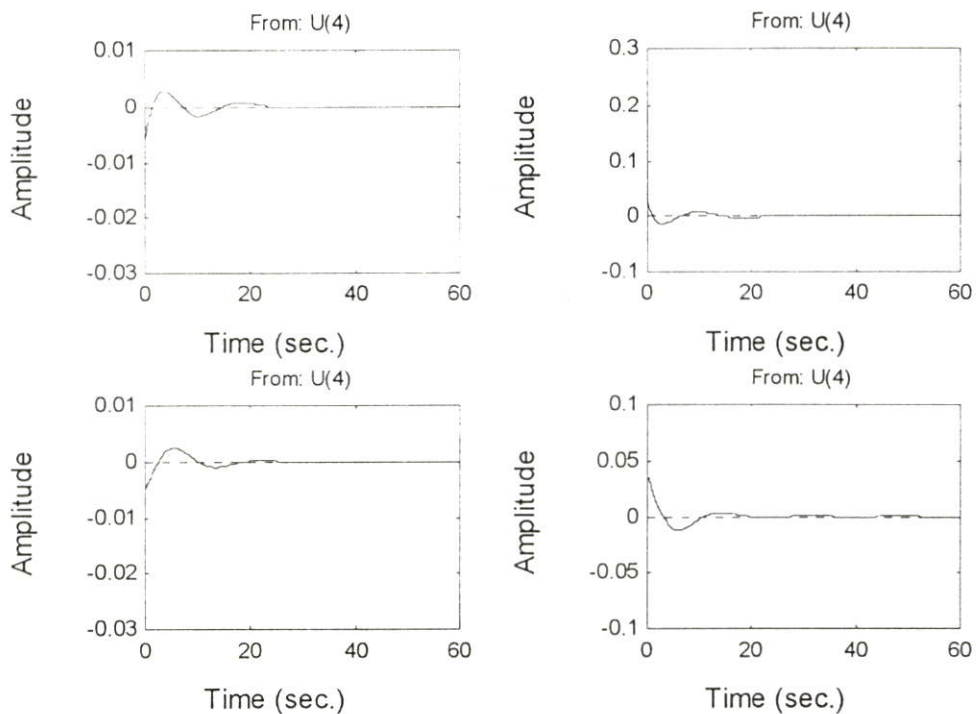 From: U(4)
0.01
0
-0.01
-0.02
-0.03
Amplitude
0 20 40 60
Time (sec.)
From: U(4)
0.3
0.2
0.1
0
-0.1
Amplitude
0 20 40 60
Time (sec.)
From: U(4)
0.01
0
-0.01
-0.01
-0.03
Amplitude
0 20 40 60
Time (sec.)
From: U(4)
0.1
0.05
0
-0.05
-0.1
Amplitude
0 20 40 60
Time (sec.)